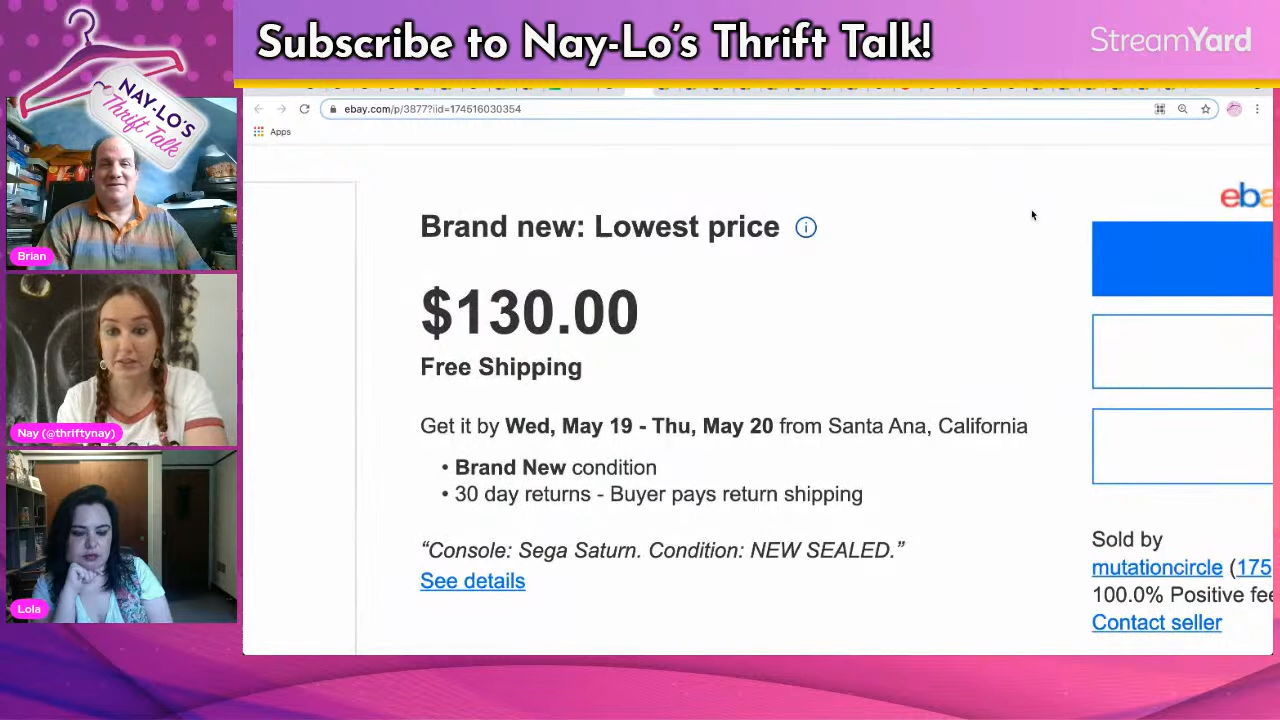 Subscribe to Nay-Lo's Thrift Talk!
StreamYard
NAY-LO'S
Thrift Talk
ebay.com/p/3877?iid=174516030354
Apps
Brian
Nay (@thriftynay)
Lola
Brand new: Lowest price
$130.00
Free Shipping
Get it by Wed, May 19 - Thu, May 20 from Santa Ana, California
• Brand New condition
• 30 day returns - Buyer pays return shipping
“Console: Sega Saturn. Condition: NEW SEALED.”
See details
eba
Sold by
mutationcircle (175
100.0% Positive fee
Contact seller